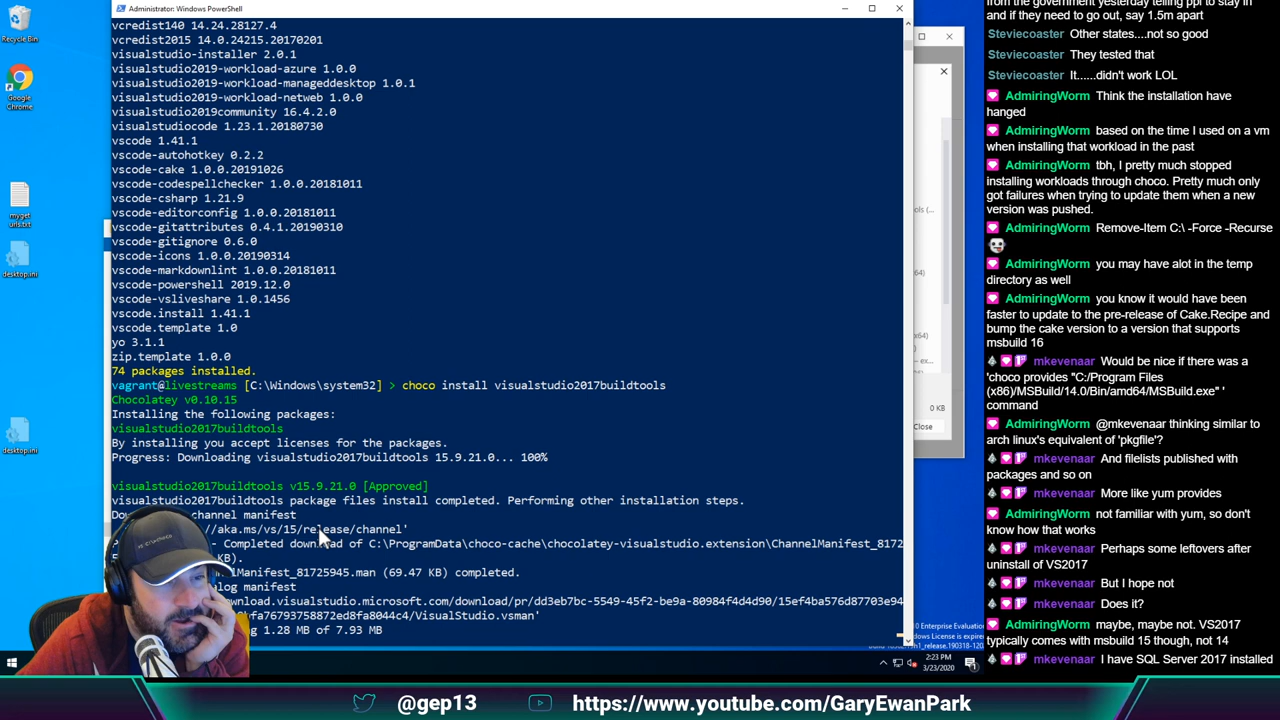 Recycle Bin
Google
Chrome
myget
urls.txt
desktop.ini
desktop.ini
Administrator: Windows PowerShell
vcredist140 14.24.28127.4
vcredist2015 14.0.24215.20170201
visualstudio-installer 2.0.1
visualstudio2019-workload-azure 1.0.0
visualstudio2019-workload-manageddesktop 1.0.1
visualstudio2019-workload-netweb 1.0.0
visualstudio2019community 16.4.2.0
visualstudiocode 1.23.1.20180730
vscode 1.41.1
vscode-autohotkey 0.2.2
vscode-cake 1.0.0.20191026
vscode-codespellchecker 1.0.0.20181011
vscode-csharp 1.21.9
vscode-editorconfig 1.0.0.20181011
vscode-gitattributes 0.4.1.20190310
vscode-gitignore 0.6.0
vscode-icons 1.0.0.20190314
vscode-markdownlint 1.0.0.20181011
vscode-powershell 2019.12.0
vscode-vsliveshare 1.0.1456
vscode.install 1.41.1
vscode.template 1.0
yo 3.1.1
zip.template 1.0.0
74 packages installed.
vagrant@livestreams [C:\Windows\system32] > choco install visualstudio2017buildtools
Chocolatey v0.10.15
Installing the following packages:
visualstudio2017buildtools
By installing you accept licenses for the packages.
Progress: Downloading visualstudio2017buildtools 15.9.21.0... 100%
visualstudio2017buildtools v15.9.21.0 [Approved]
visualstudio2017buildtools package files install completed. Performing other installation steps.
channel manifest
//aka.ms/vs/15/release/channel'
- Completed download of C:\ProgramData\choco-cache\chocolatey-visualstudio.extension\ChannelManifest_8172
KB).
lManifest_81725945.man (69.47 KB) completed.
alog manifest
ownload.visualstudio.microsoft.com/download/pr/dd3eb7bc-5549-45f2-be9a-80984f4d4d90/15ef4ba576d87703e94
fa76793758872ed8fa8044c4/VisualStudio.vsman'
g 1.28 MB of 7.93 MB
0 KB
Close
2:23 PM
3/23/2020
from the government yesterday telling ppl to stay in
and if they need to go out, say 1.5m apart
Steviecoaster Other states....not so good
Steviecoaster They tested that
Steviecoaster It......didn't work LOL
AdmiringWorm Think the installation have
hanged
AdmiringWorm based on the time I used on a vm
when installing that workload in the past
AdmiringWorm tbh, I pretty much stopped
installing workloads through choco. Pretty much only
got failures when trying to update them when a new
version was pushed.
AdmiringWorm Remove-Item C:\ -Force -Recurse
AdmiringWorm you may have alot in the temp
directory as well
AdmiringWorm you know it would have been
faster to update to the pre-release of Cake.Recipe and
bump the cake version to a version that supports
msbuild 16
mkevenaar Would be nice if there was a
'choco provides "C:/Program Files
(x86)/MSBuild/14.0/Bin/amd64/MSBuild.exe" '
command
AdmiringWorm @mkevenaar thinking similar to
arch linux's equivalent of 'pkgfile'?
mkevenaar And filelists published with
packages and so on
mkevenaar More like yum provides
AdmiringWorm not familiar with yum, so don't
know how that works
mkevenaar Perhaps some leftovers after
uninstall of VS2017
mkevenaar But I hope not
mkevenaar Does it?
AdmiringWorm maybe, maybe not. VS2017
typically comes with msbuild 15 though, not 14
mkevenaar I have SQL Server 2017 installed
@gep13
https://www.youtube.com/GaryEwanPark